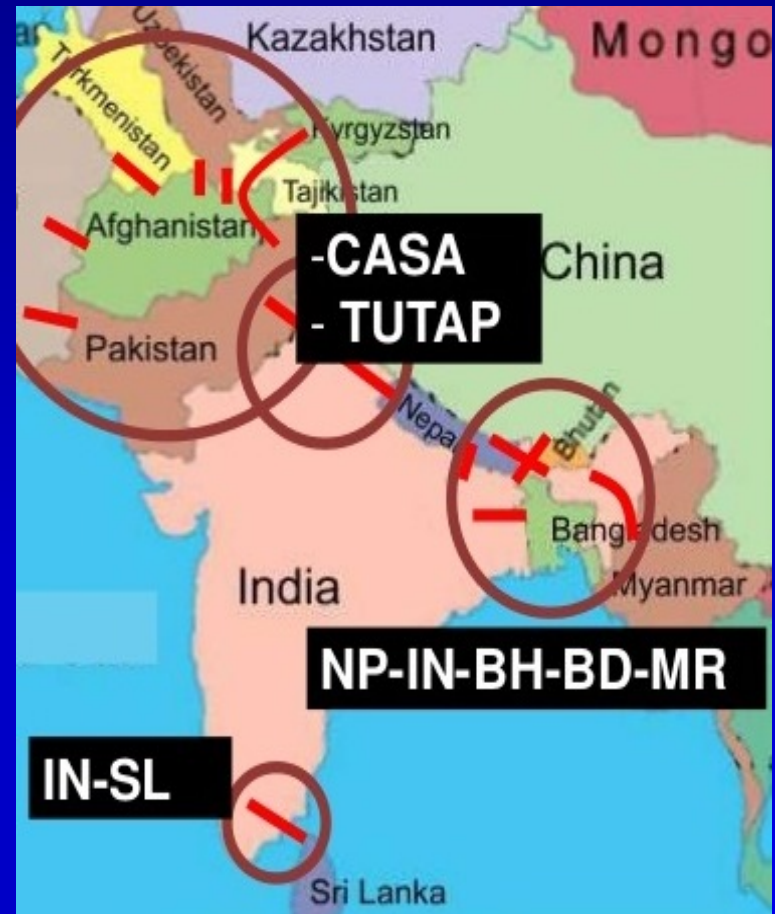 Uzbekistan
Kazakhstan
Mongo
Turkmenistan
Kyrgyzstan
Tajikistan
Afghanistan
-CASA
- TUTAP
China
Pakistan
Nepal
Bhutan
Bangladesh
India
Myanmar
NP-IN-BH-BD-MR
IN-SL
Sri Lanka